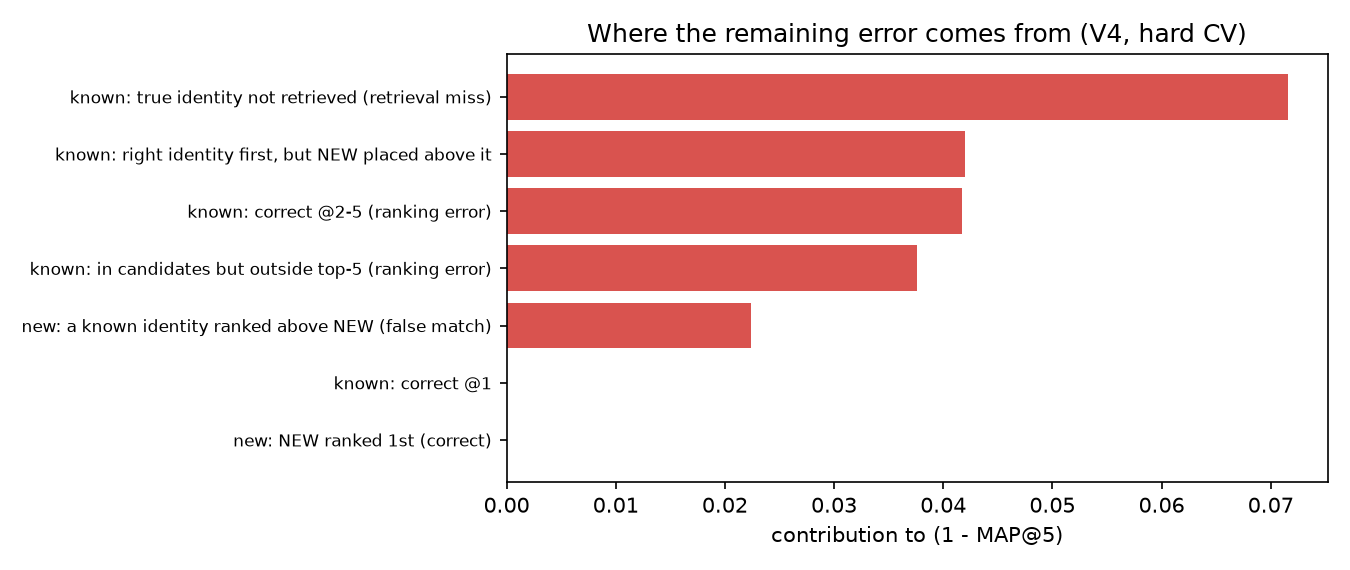 Where the remaining error comes from (V4, hard CV)
known: true identity not retrieved (retrieval miss)
known: right identity first, but NEW placed above it
known: correct @2-5 (ranking error)
known: in candidates but outside top-5 (ranking error)
new: a known identity ranked above NEW (false match)
known: correct @1
new: NEW ranked 1st (correct)
0.00 0.01 0.02 0.03 0.04 0.05 0.06 0.07
contribution to (1 - MAP@5)